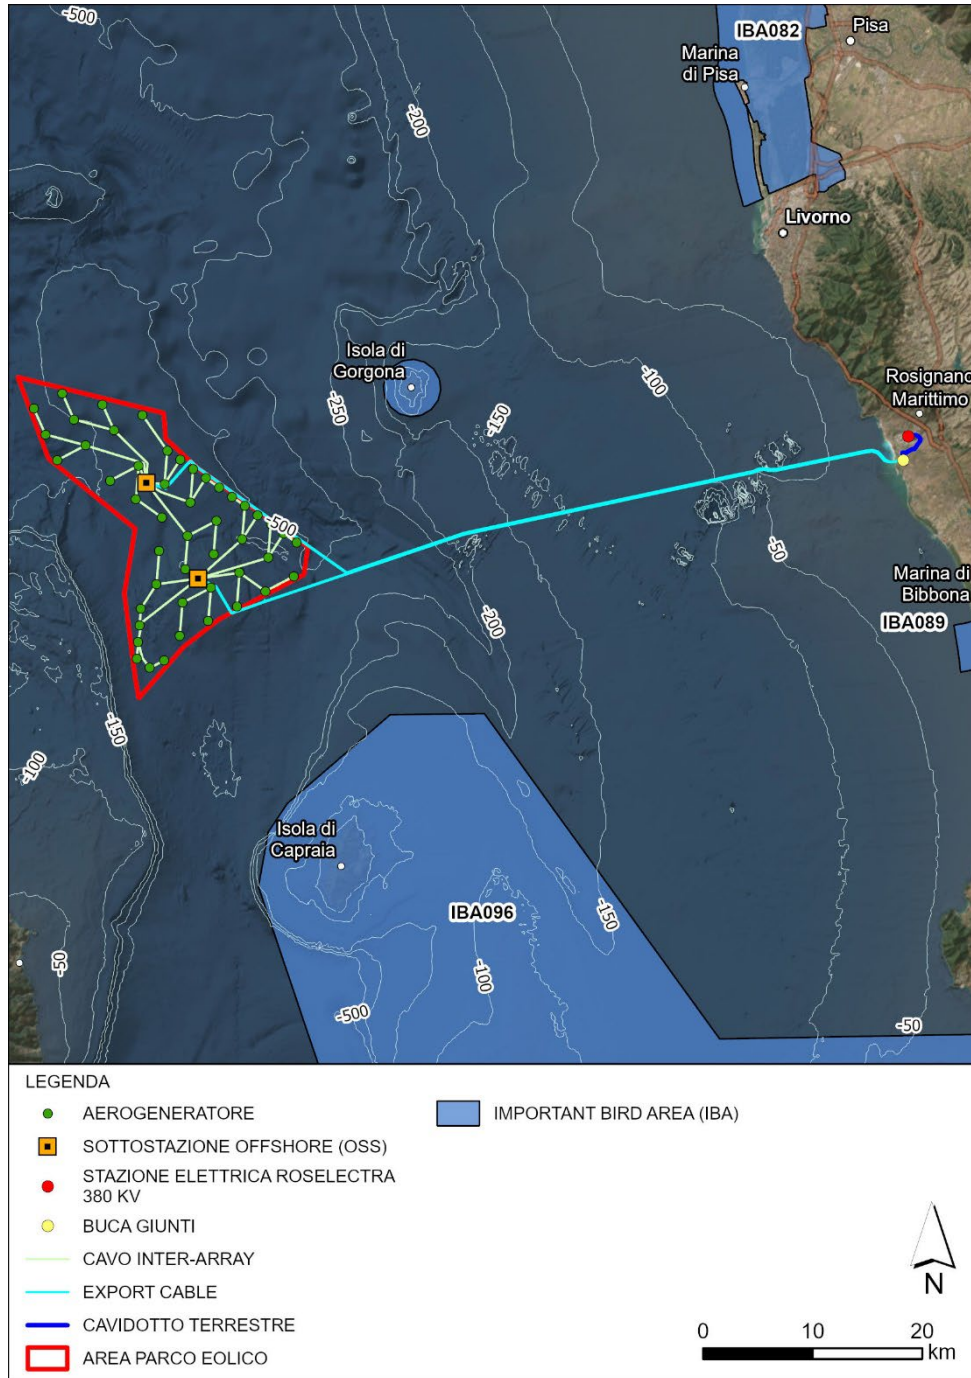 -500
IBA082
Pisa
Marina
di Pisa
-200
Livorno
Isola di
Gorgona
-100
-250
-150
Rosignano
Marittimo
-500
-50
Marina di
Bibbona
IBA089
-200
-150
-100
Isola di
Capraia
IBA096
-150
-50
-100
-500
-50
LEGENDA
AEROGENERATORE
IMPORTANT BIRD AREA (IBA)
SOTTOSTAZIONE OFFSHORE (OSS)
STAZIONE ELETTRICA ROSELECTRA
380 KV
BUCA GIUNTI
CAVO INTER-ARRAY
EXPORT CABLE
CAVIDOTTO TERRESTRE
AREA PARCO EOLICO
N
0 10 20
km